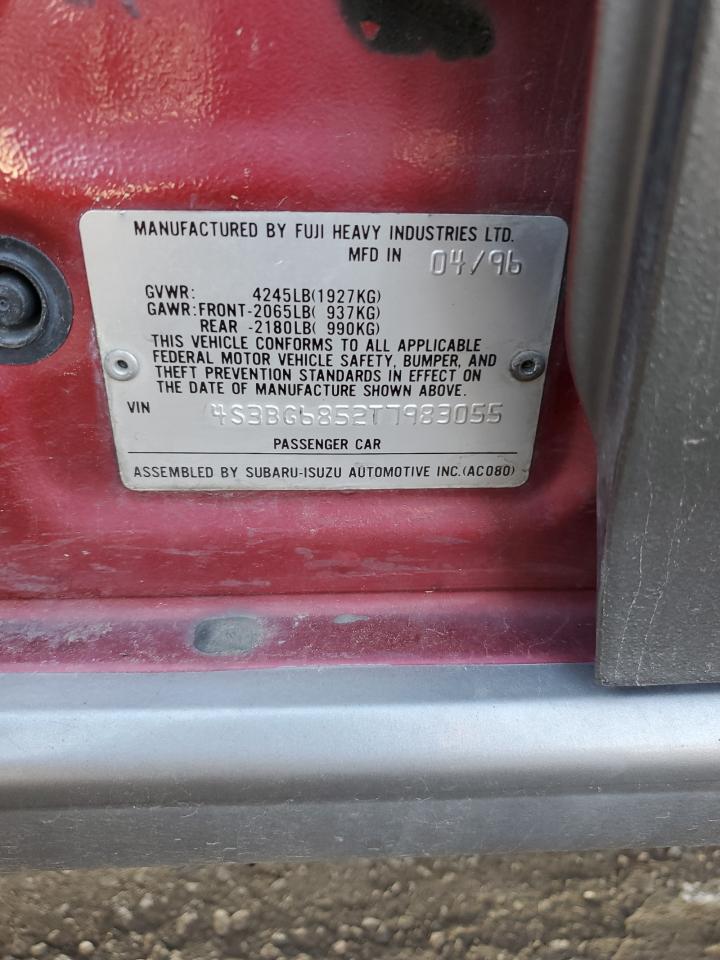 MANUFACTURED BY FUJI HEAVY INDUSTRIES LTD.
MFD IN 04/96
GVWR: 4245LB(1927KG)
GAWR:FRONT-2065LB( 937KG)
REAR -2180LB( 990KG)
THIS VEHICLE CONFORMS TO ALL APPLICABLE
FEDERAL MOTOR VEHICLE SAFETY, BUMPER, AND
THEFT PREVENTION STANDARDS IN EFFECT ON
THE DATE OF MANUFACTURE SHOWN ABOVE.
VIN 4S3BG6852T7983055
PASSENGER CAR
ASSEMBLED BY SUBARU-ISUZU AUTOMOTIVE INC.(AC080)